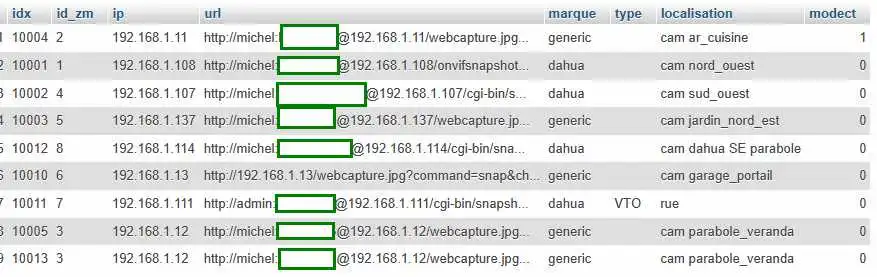 idx id_zm ip url marque type localisation modect
1 10004 2 192.168.1.11 http://michel: @192.168.1.11/webcapture.jpg... generic cam ar_cuisine 1
2 10001 1 192.168.1.108 http://michel: @192.168.1.108/onvifsnapshot... dahua cam nord_ouest 0
3 10002 4 192.168.1.107 http://michel: @192.168.1.107/cgi-bin/s... dahua cam sud_ouest 0
4 10003 5 192.168.1.137 http://michel: @192.168.1.137/webcapture.jp... generic cam jardin_nord_est 0
5 10012 8 192.168.1.114 http://michel: @192.168.1.114/cgi-bin/sna... dahua cam dahua SE parabole 0
6 10010 6 192.168.1.13 http://192.168.1.13/webcapture.jpg?command=snap&ch... generic cam garage_portail 0
7 10011 7 192.168.1.111 http://admin: @192.168.1.111/cgi-bin/snapsh... dahua VTO rue 0
8 10005 3 192.168.1.12 http://michel: @192.168.1.12/webcapture.jpg... generic cam parabole_veranda 0
9 10013 3 192.168.1.12 http://michel: @192.168.1.12/webcapture.jpg... generic cam parabole_veranda 0